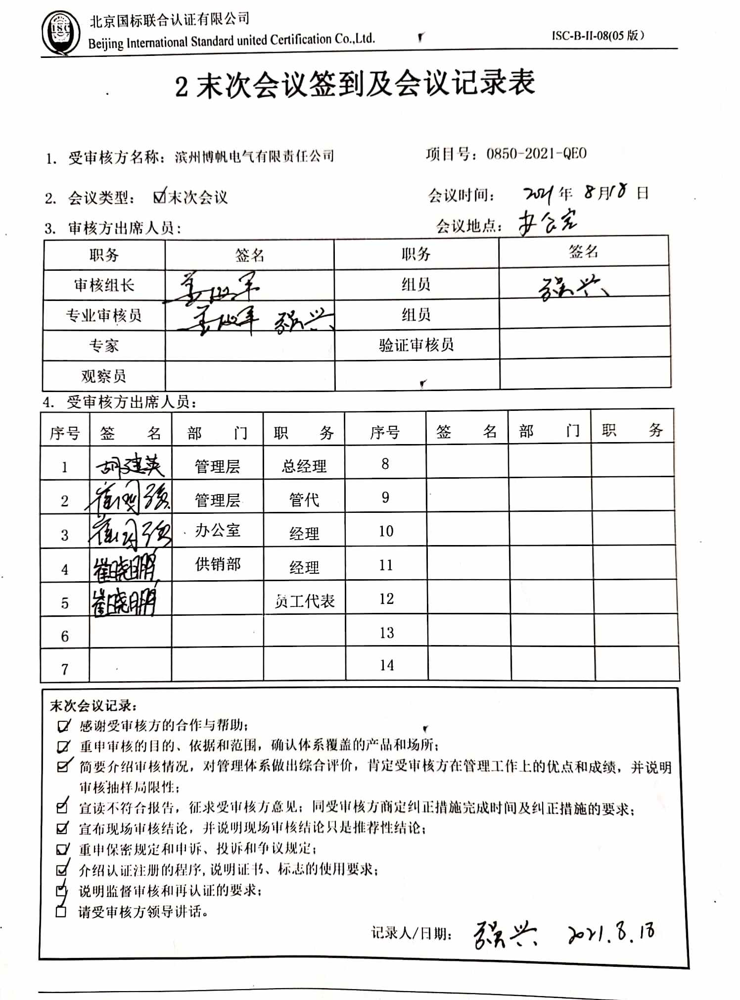 ISC
北京国标联合认证有限公司
Beijing International Standard united Certification Co.,Ltd.
ISC-B-II-08(05版)
2 末次会议签到及会议记录表
1. 受审核方名称：滨州博帆电气有限责任公司 项目号：0850-2021-QEO
2. 会议类型： ☑末次会议 会议时间： 2021 年 8 月 18 日
3. 审核方出席人员： 会议地点： 办公室
职务 签名 职务 签名
审核组长 组员 强兴
专业审核员 强兴 组员
专家 验证审核员
观察员
4. 受审核方出席人员：
序号 签 名 部 门 职 务 序号 签 名 部 门 职 务
1 胡建英 管理层 总经理 8
2 管理层 管代 9
3 办公室 经理 10
4 崔晓鹏 供销部 经理 11
5 崔晓鹏 员工代表 12
6 13
7 14
末次会议记录：
☑ 感谢受审核方的合作与帮助；
☑ 重申审核的目的、依据和范围，确认体系覆盖的产品和场所；
☑ 简要介绍审核情况，对管理体系做出综合评价，肯定受审核方在管理工作上的优点和成绩，并说明
审核抽样局限性；
☑ 宣读不符合报告，征求受审核方意见；同受审核方商定纠正措施完成时间及纠正措施的要求；
☑ 宣布现场审核结论，并说明现场审核结论只是推荐性结论；
☑ 重申保密规定和申诉、投诉和争议规定；
☑ 介绍认证注册的程序，说明证书、标志的使用要求；
☑ 说明监督审核和再认证的要求；
☐ 请受审核方领导讲话。
记录人/日期： 强兴 2021.8.18